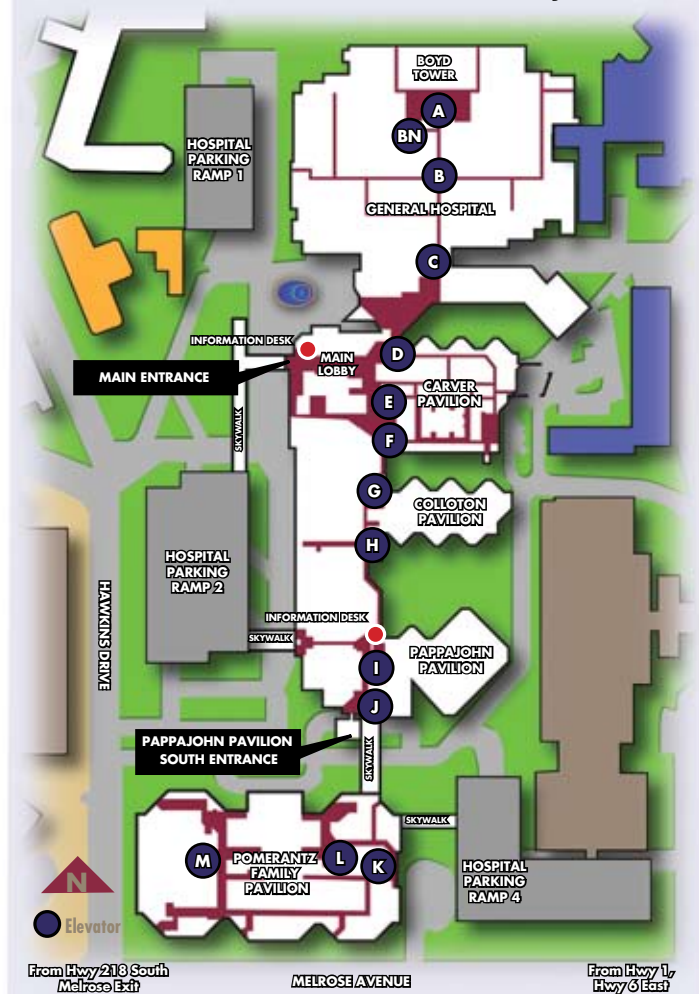 BOYD
TOWER
A
BN
HOSPITAL
PARKING
RAMP 1
B
GENERAL HOSPITAL
C
INFORMATION DESK
MAIN
LOBBY
D
MAIN ENTRANCE
CARVER
PAVILION
E
SKYWALK
F
G
COLLOTON
PAVILION
H
HOSPITAL
PARKING
RAMP 2
HAWKINS DRIVE
INFORMATION DESK
SKYWALK
PAPPAJOHN
PAVILION
I
J
PAPPAJOHN PAVILION
SOUTH ENTRANCE
SKYWALK
SKYWALK
M
POMERANTZ
FAMILY
PAVILION
L
K
HOSPITAL
PARKING
RAMP 4
N
Elevator
From Hwy 218 South
Melrose Exit
MELROSE AVENUE
From Hwy 1,
Hwy 6 East